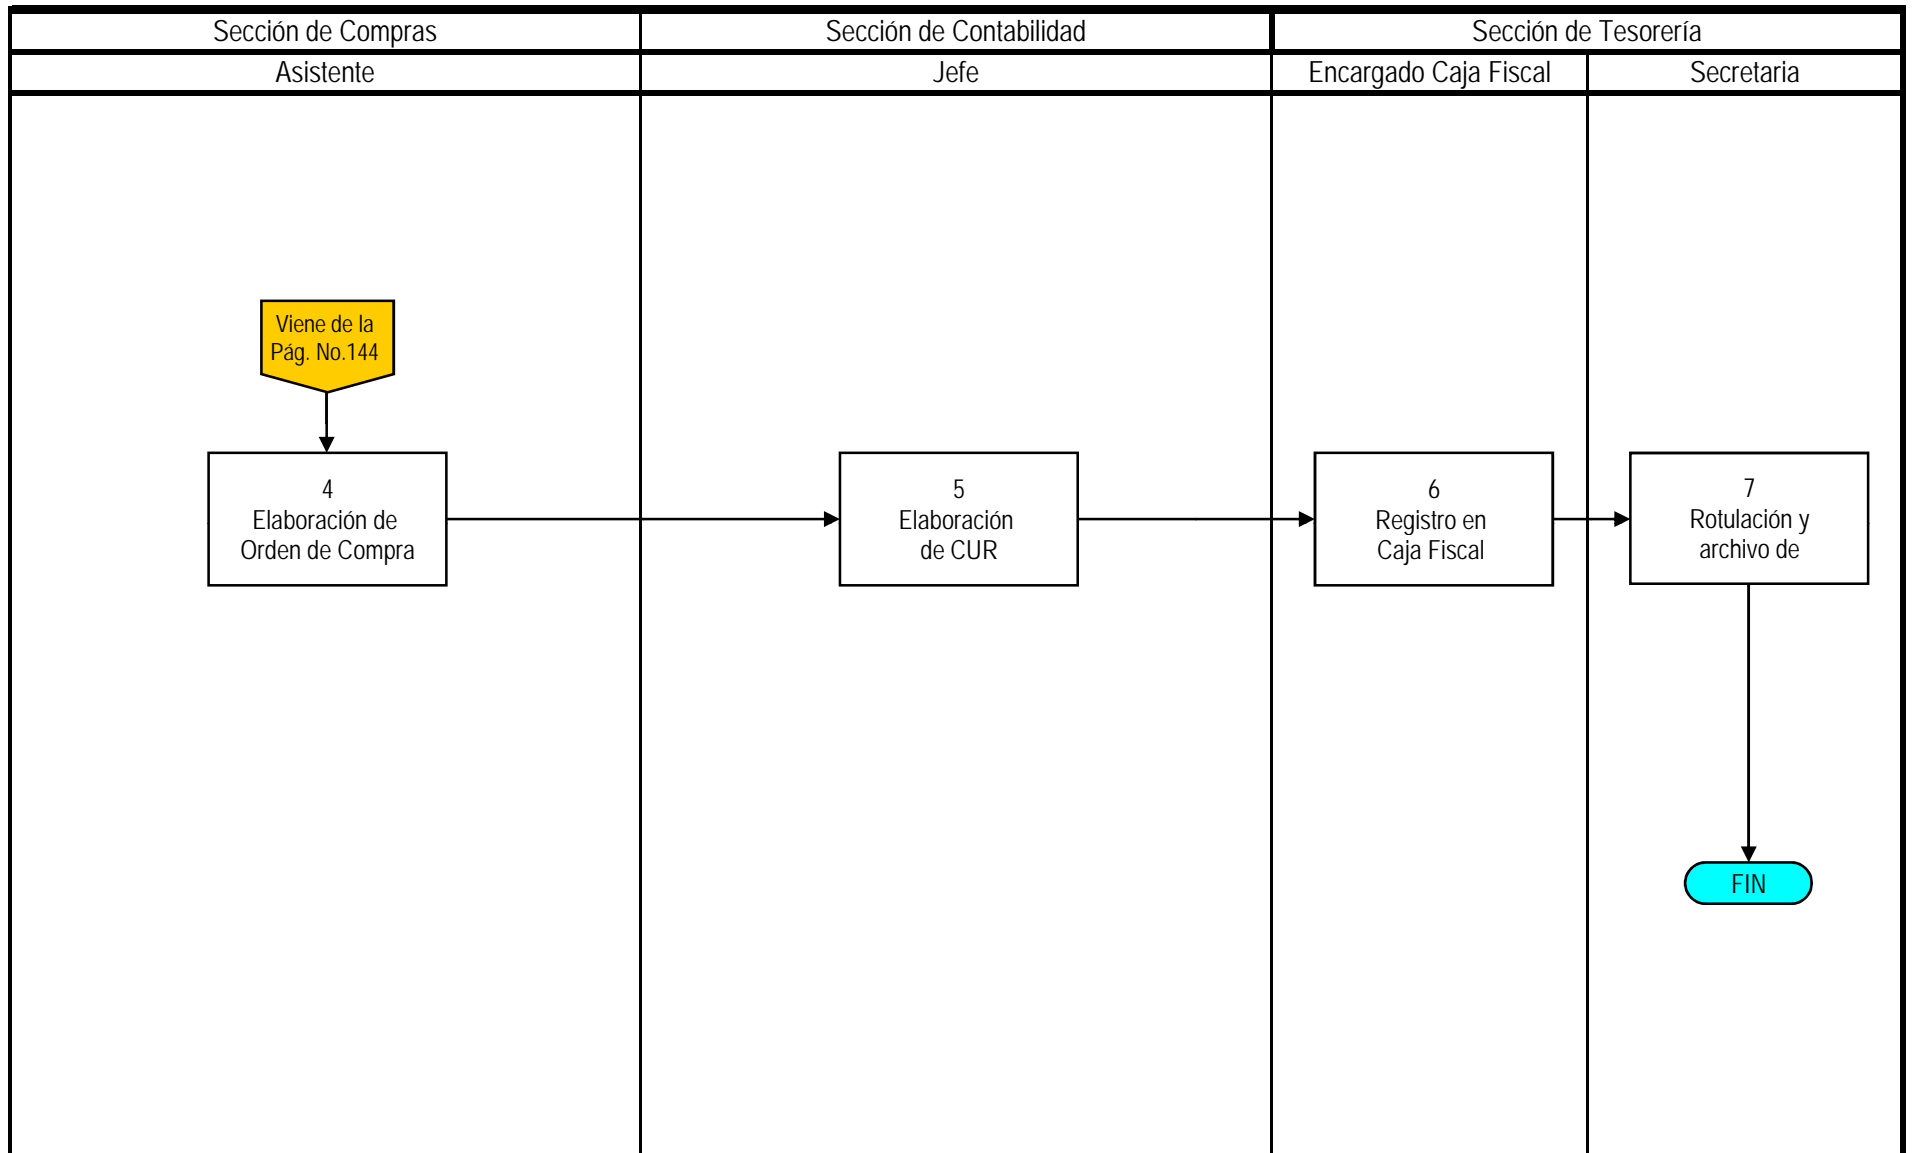 Sección de Compras
Sección de Contabilidad
Sección de Tesorería
Asistente
Jefe
Encargado Caja Fiscal
Secretaria
Viene de la
Pág. No.144
4
Elaboración de
Orden de Compra
5
Elaboración
de CUR
6
Registro en
Caja Fiscal
7
Rotulación y
archivo de
FIN